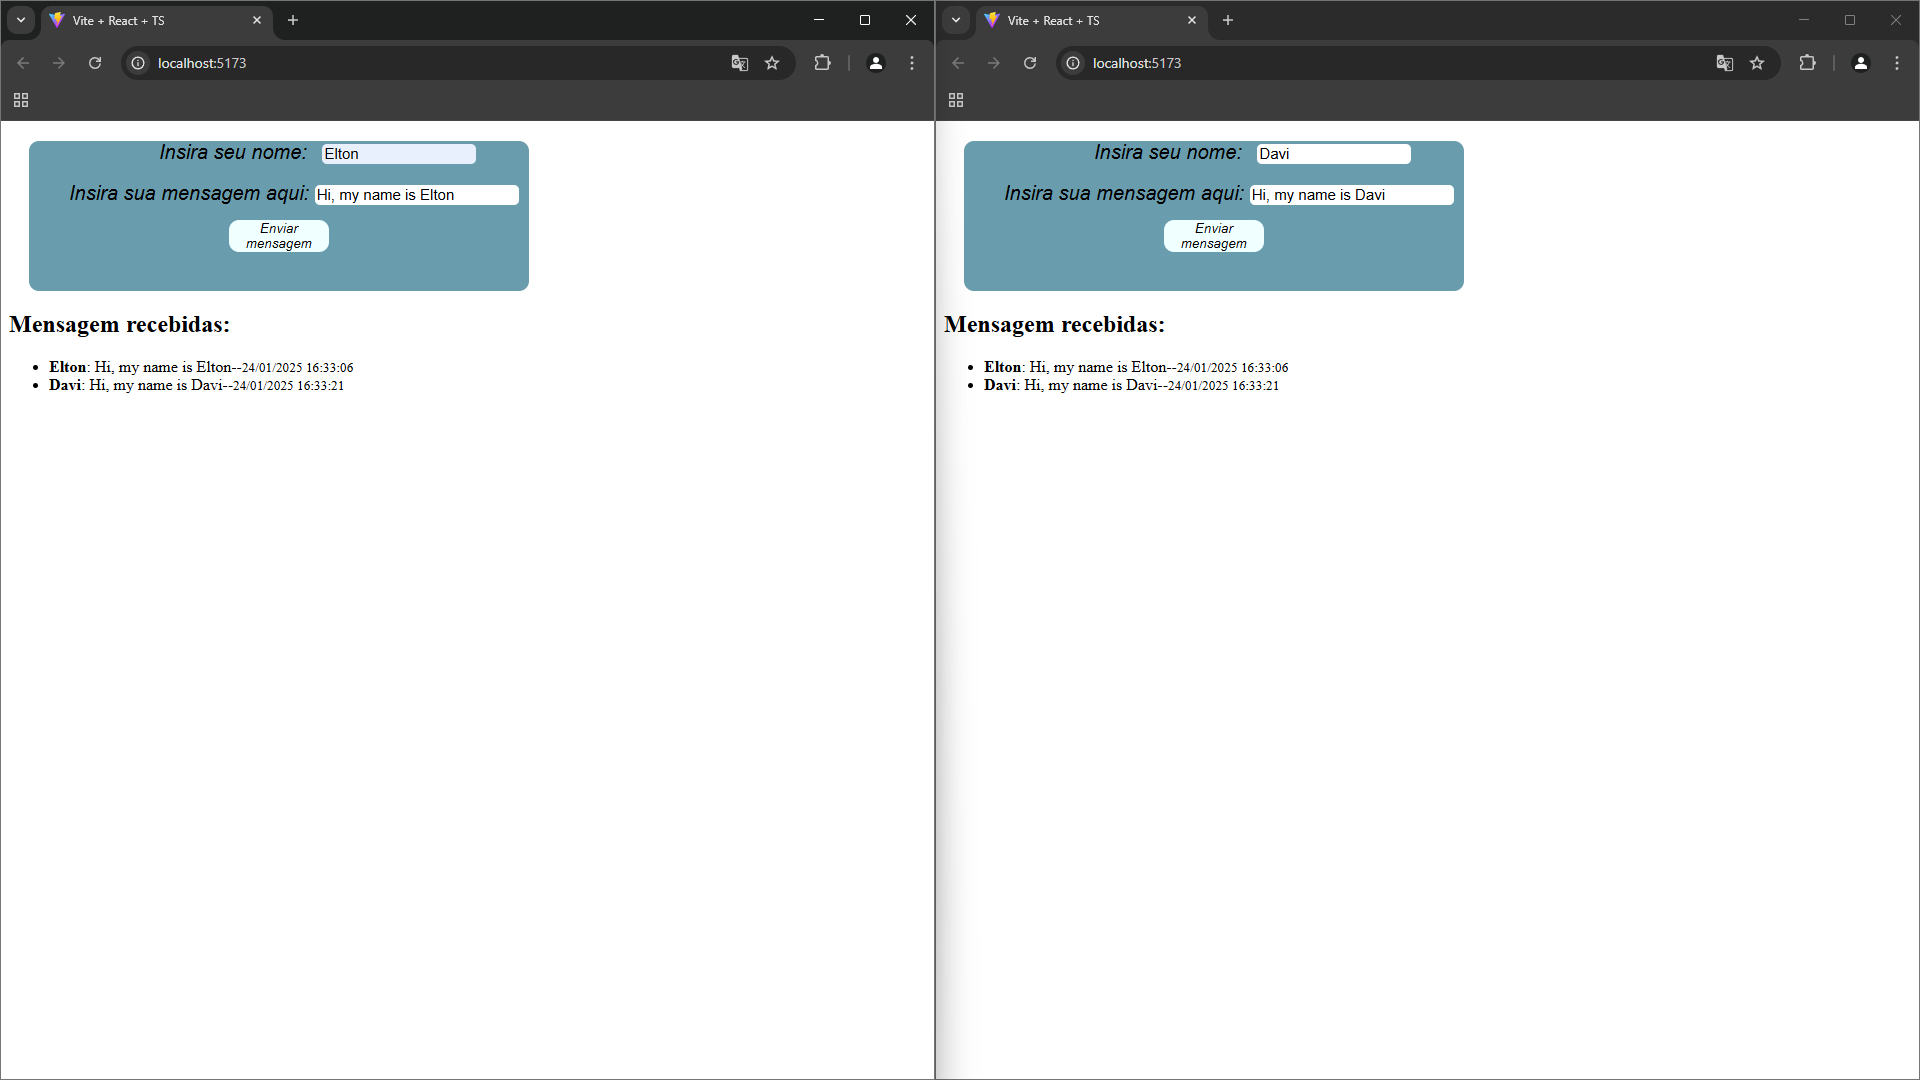 Vite + React + TS
localhost:5173
Insira seu nome: Elton
Insira sua mensagem aqui: Hi, my name is Elton
Enviar
mensagem
Mensagem recebidas:
Elton: Hi, my name is Elton--24/01/2025 16:33:06
Davi: Hi, my name is Davi--24/01/2025 16:33:21
Vite + React + TS
localhost:5173
Insira seu nome: Davi
Insira sua mensagem aqui: Hi, my name is Davi
Enviar
mensagem
Mensagem recebidas:
Elton: Hi, my name is Elton--24/01/2025 16:33:06
Davi: Hi, my name is Davi--24/01/2025 16:33:21